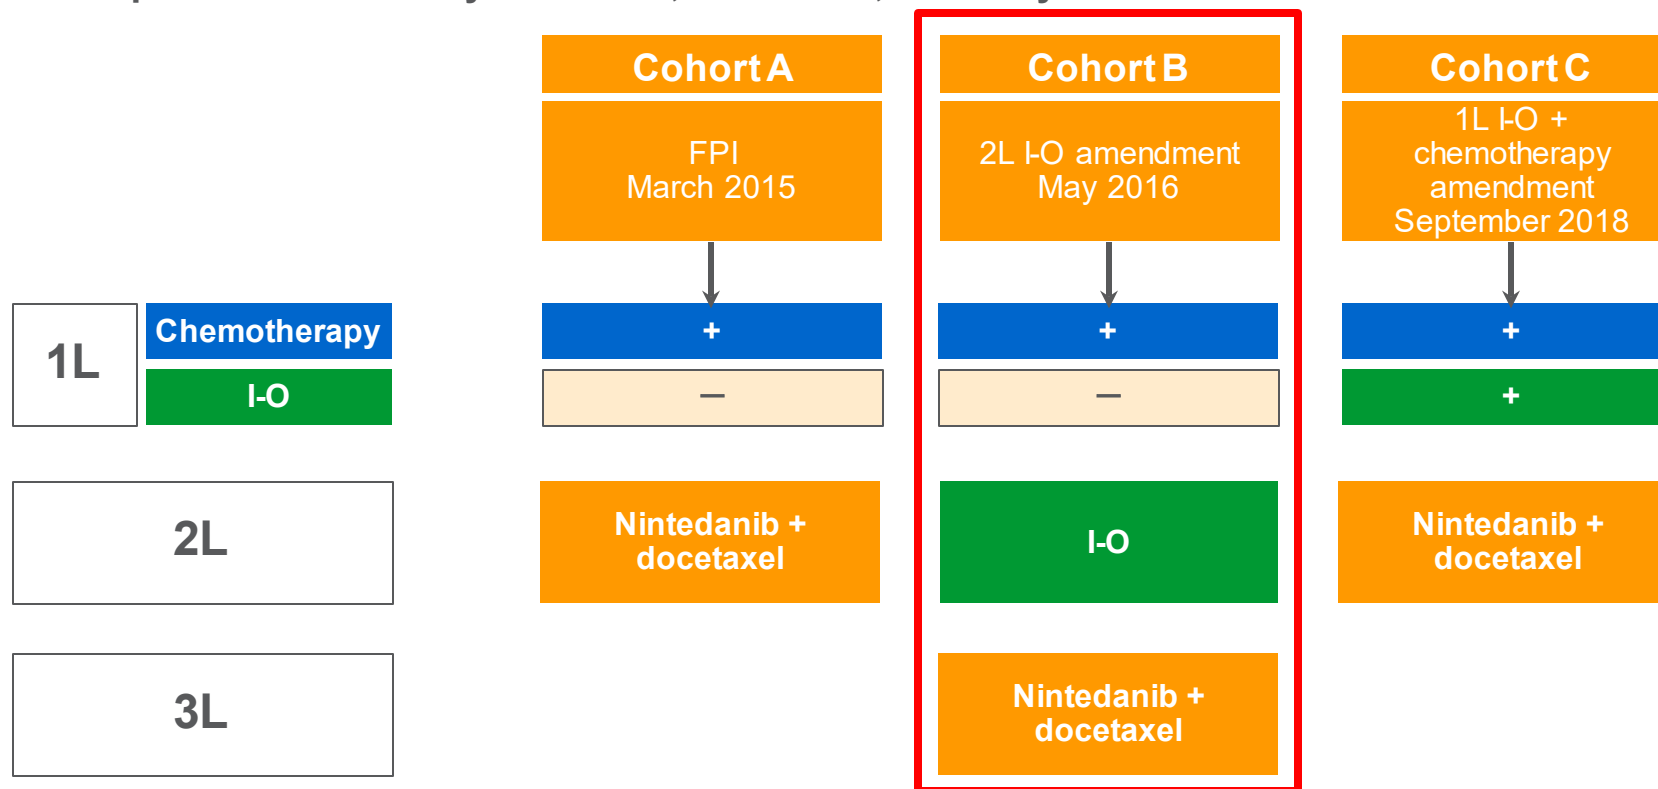 Cohort A
Cohort B
Cohort C
FPI
March 2015
2L I-O amendment
May 2016
1L I-O +
chemotherapy
amendment
September 2018
1L
Chemotherapy
+
+
+
I-O
–
–
+
2L
Nintedanib +
docetaxel
I-O
Nintedanib +
docetaxel
3L
Nintedanib +
docetaxel